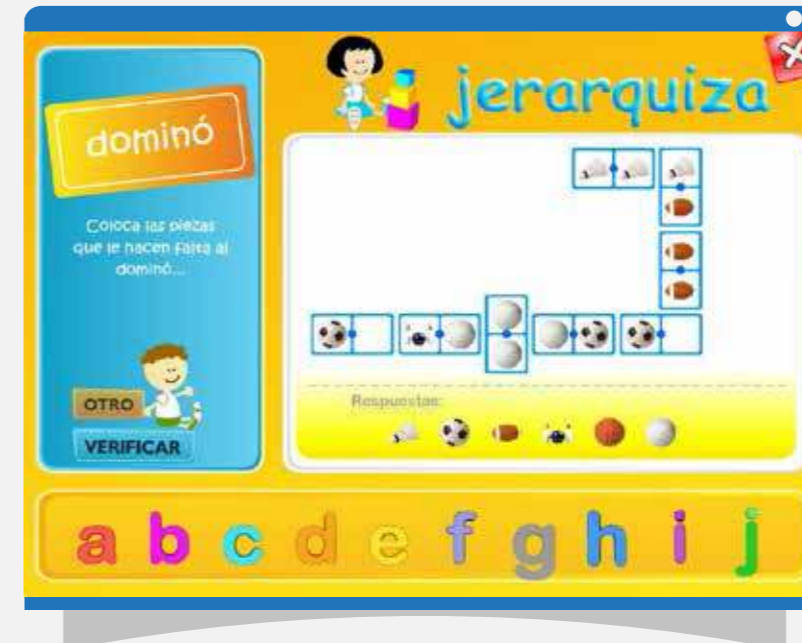 jerarquiza
dominó
Coloca las piezas
que le hacen falta al
dominó...
OTRO
VERIFICAR
Respuestas:
a b c d e f g h i j